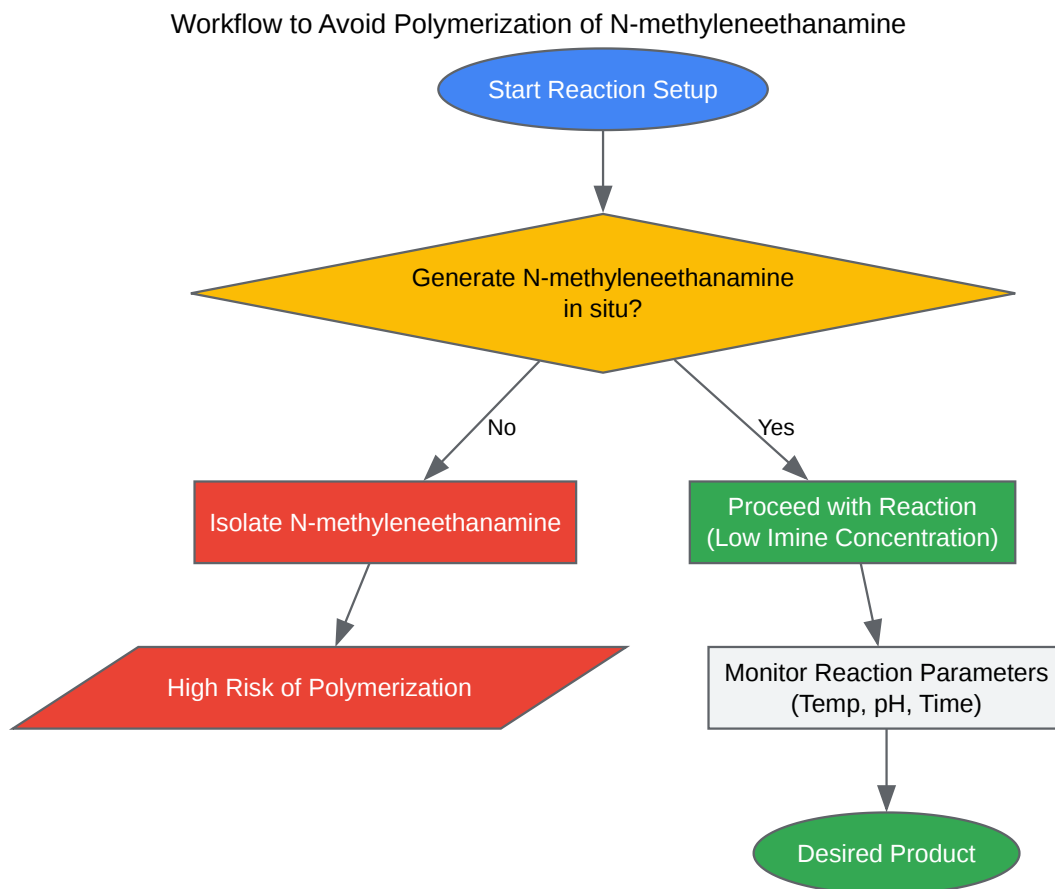 Workflow to Avoid Polymerization of N-methyleneethanamine
Start Reaction Setup
Generate N-methyleneethanamine
in situ?
No
Yes
Isolate N-methyleneethanamine
Proceed with Reaction
(Low Imine Concentration)
High Risk of Polymerization
Monitor Reaction Parameters
(Temp, pH, Time)
Desired Product